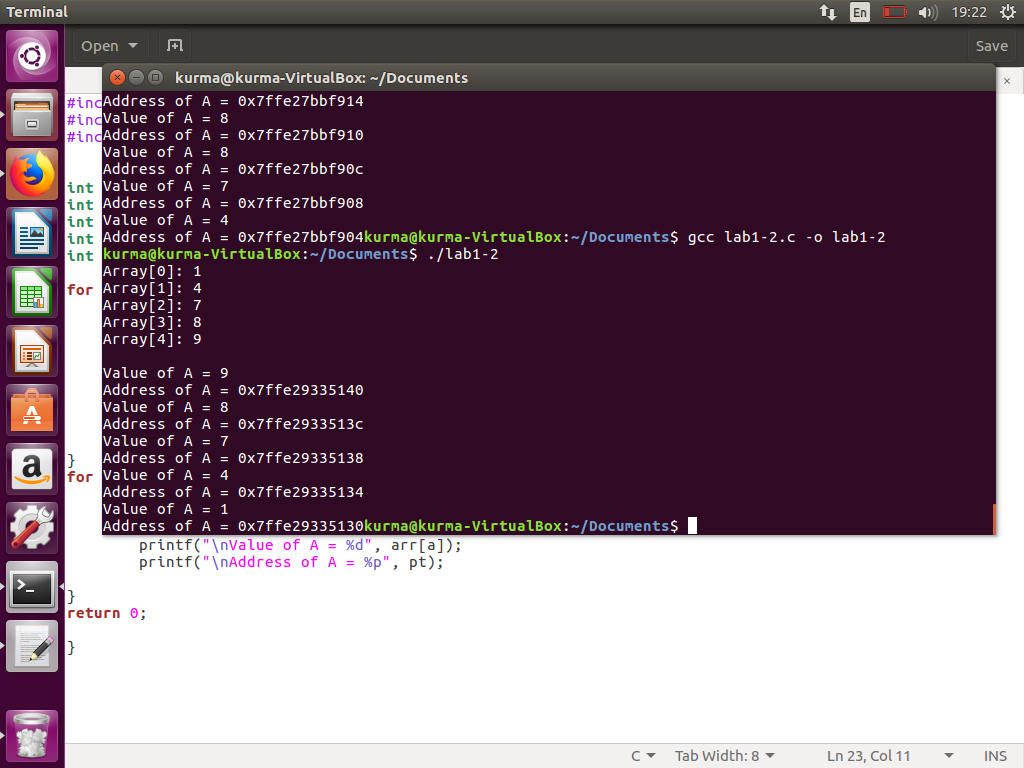 Terminal
En
19:22
Open
Save
kurma@kurma-VirtualBox: ~/Documents
#inc
#inc
#inc
int
int
int
int
int
for
}
for
Address of A = 0x7ffe27bbf914
Value of A = 8
Address of A = 0x7ffe27bbf910
Value of A = 8
Address of A = 0x7ffe27bbf90c
Value of A = 7
Address of A = 0x7ffe27bbf908
Value of A = 4
Address of A = 0x7ffe27bbf904kurma@kurma-VirtualBox:~/Documents$ gcc lab1-2.c -o lab1-2
kurma@kurma-VirtualBox:~/Documents$ ./lab1-2
Array[0]: 1
Array[1]: 4
Array[2]: 7
Array[3]: 8
Array[4]: 9
Value of A = 9
Address of A = 0x7ffe29335140
Value of A = 8
Address of A = 0x7ffe2933513c
Value of A = 7
Address of A = 0x7ffe29335138
Value of A = 4
Address of A = 0x7ffe29335134
Value of A = 1
Address of A = 0x7ffe29335130kurma@kurma-VirtualBox:~/Documents$
printf("\nValue of A = %d", arr[a]);
printf("\nAddress of A = %p", pt);
}
return 0;
}
C
Tab Width: 8
Ln 23, Col 11
INS